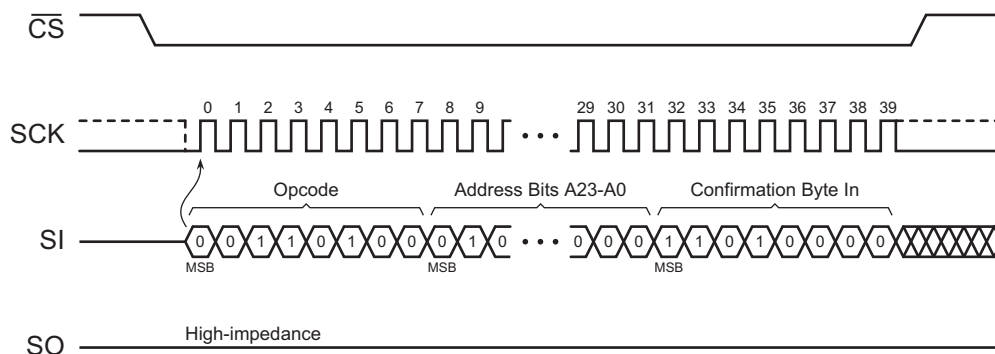 CS
0 1 2 3 4 5 6 7 8 9 29 30 31 32 33 34 35 36 37 38 39
SCK
Opcode Address Bits A23-A0 Confirmation Byte In
SI 0 0 1 1 0 1 0 0 0 1 0 0 0 0 1 1 0 1 0 0 0 0
MSB MSB MSB
High-impedance
SO